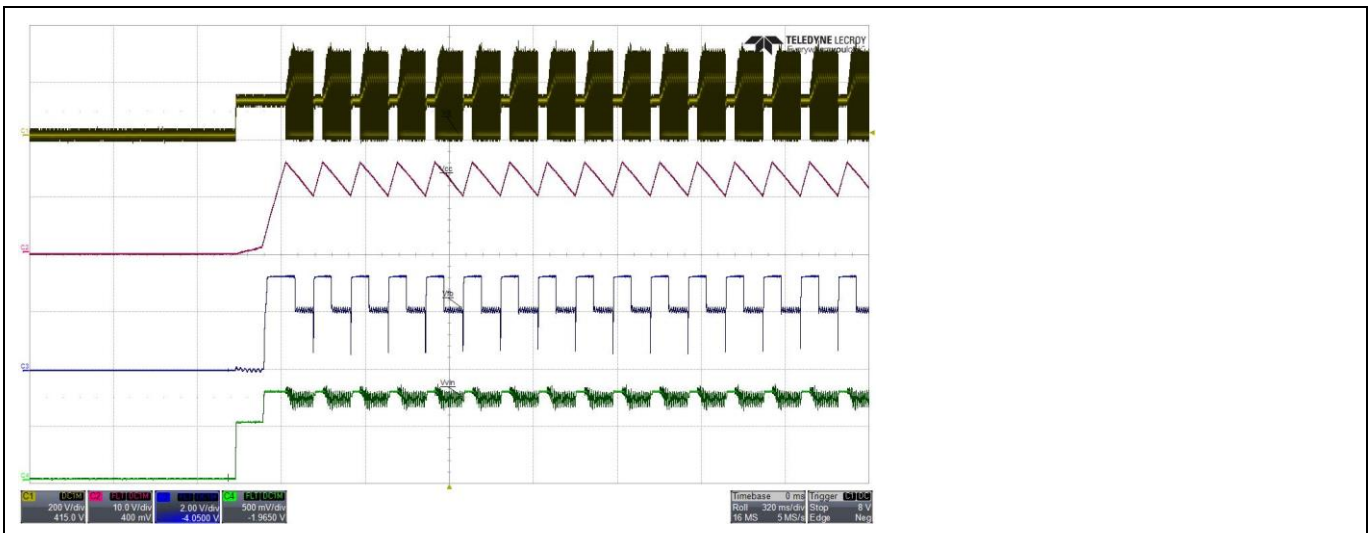 TELEDYNE LECROY
Everywhereyoulook
C1
Vcc
C2
Vfb
C3
Vvin
C4
C1 DC1M
200 V/div
415.0 V
C2 FLT DC1M
10.0 V/div
400 mV
2.00 V/div
-4.0500 V
C4 FLT DC1M
500 mV/div
-1.9650 V
Timebase 0 ms
Roll 320 ms/div
16 MS 5 MS/s
Trigger C1 DC
Stop 8 V
Edge Neg